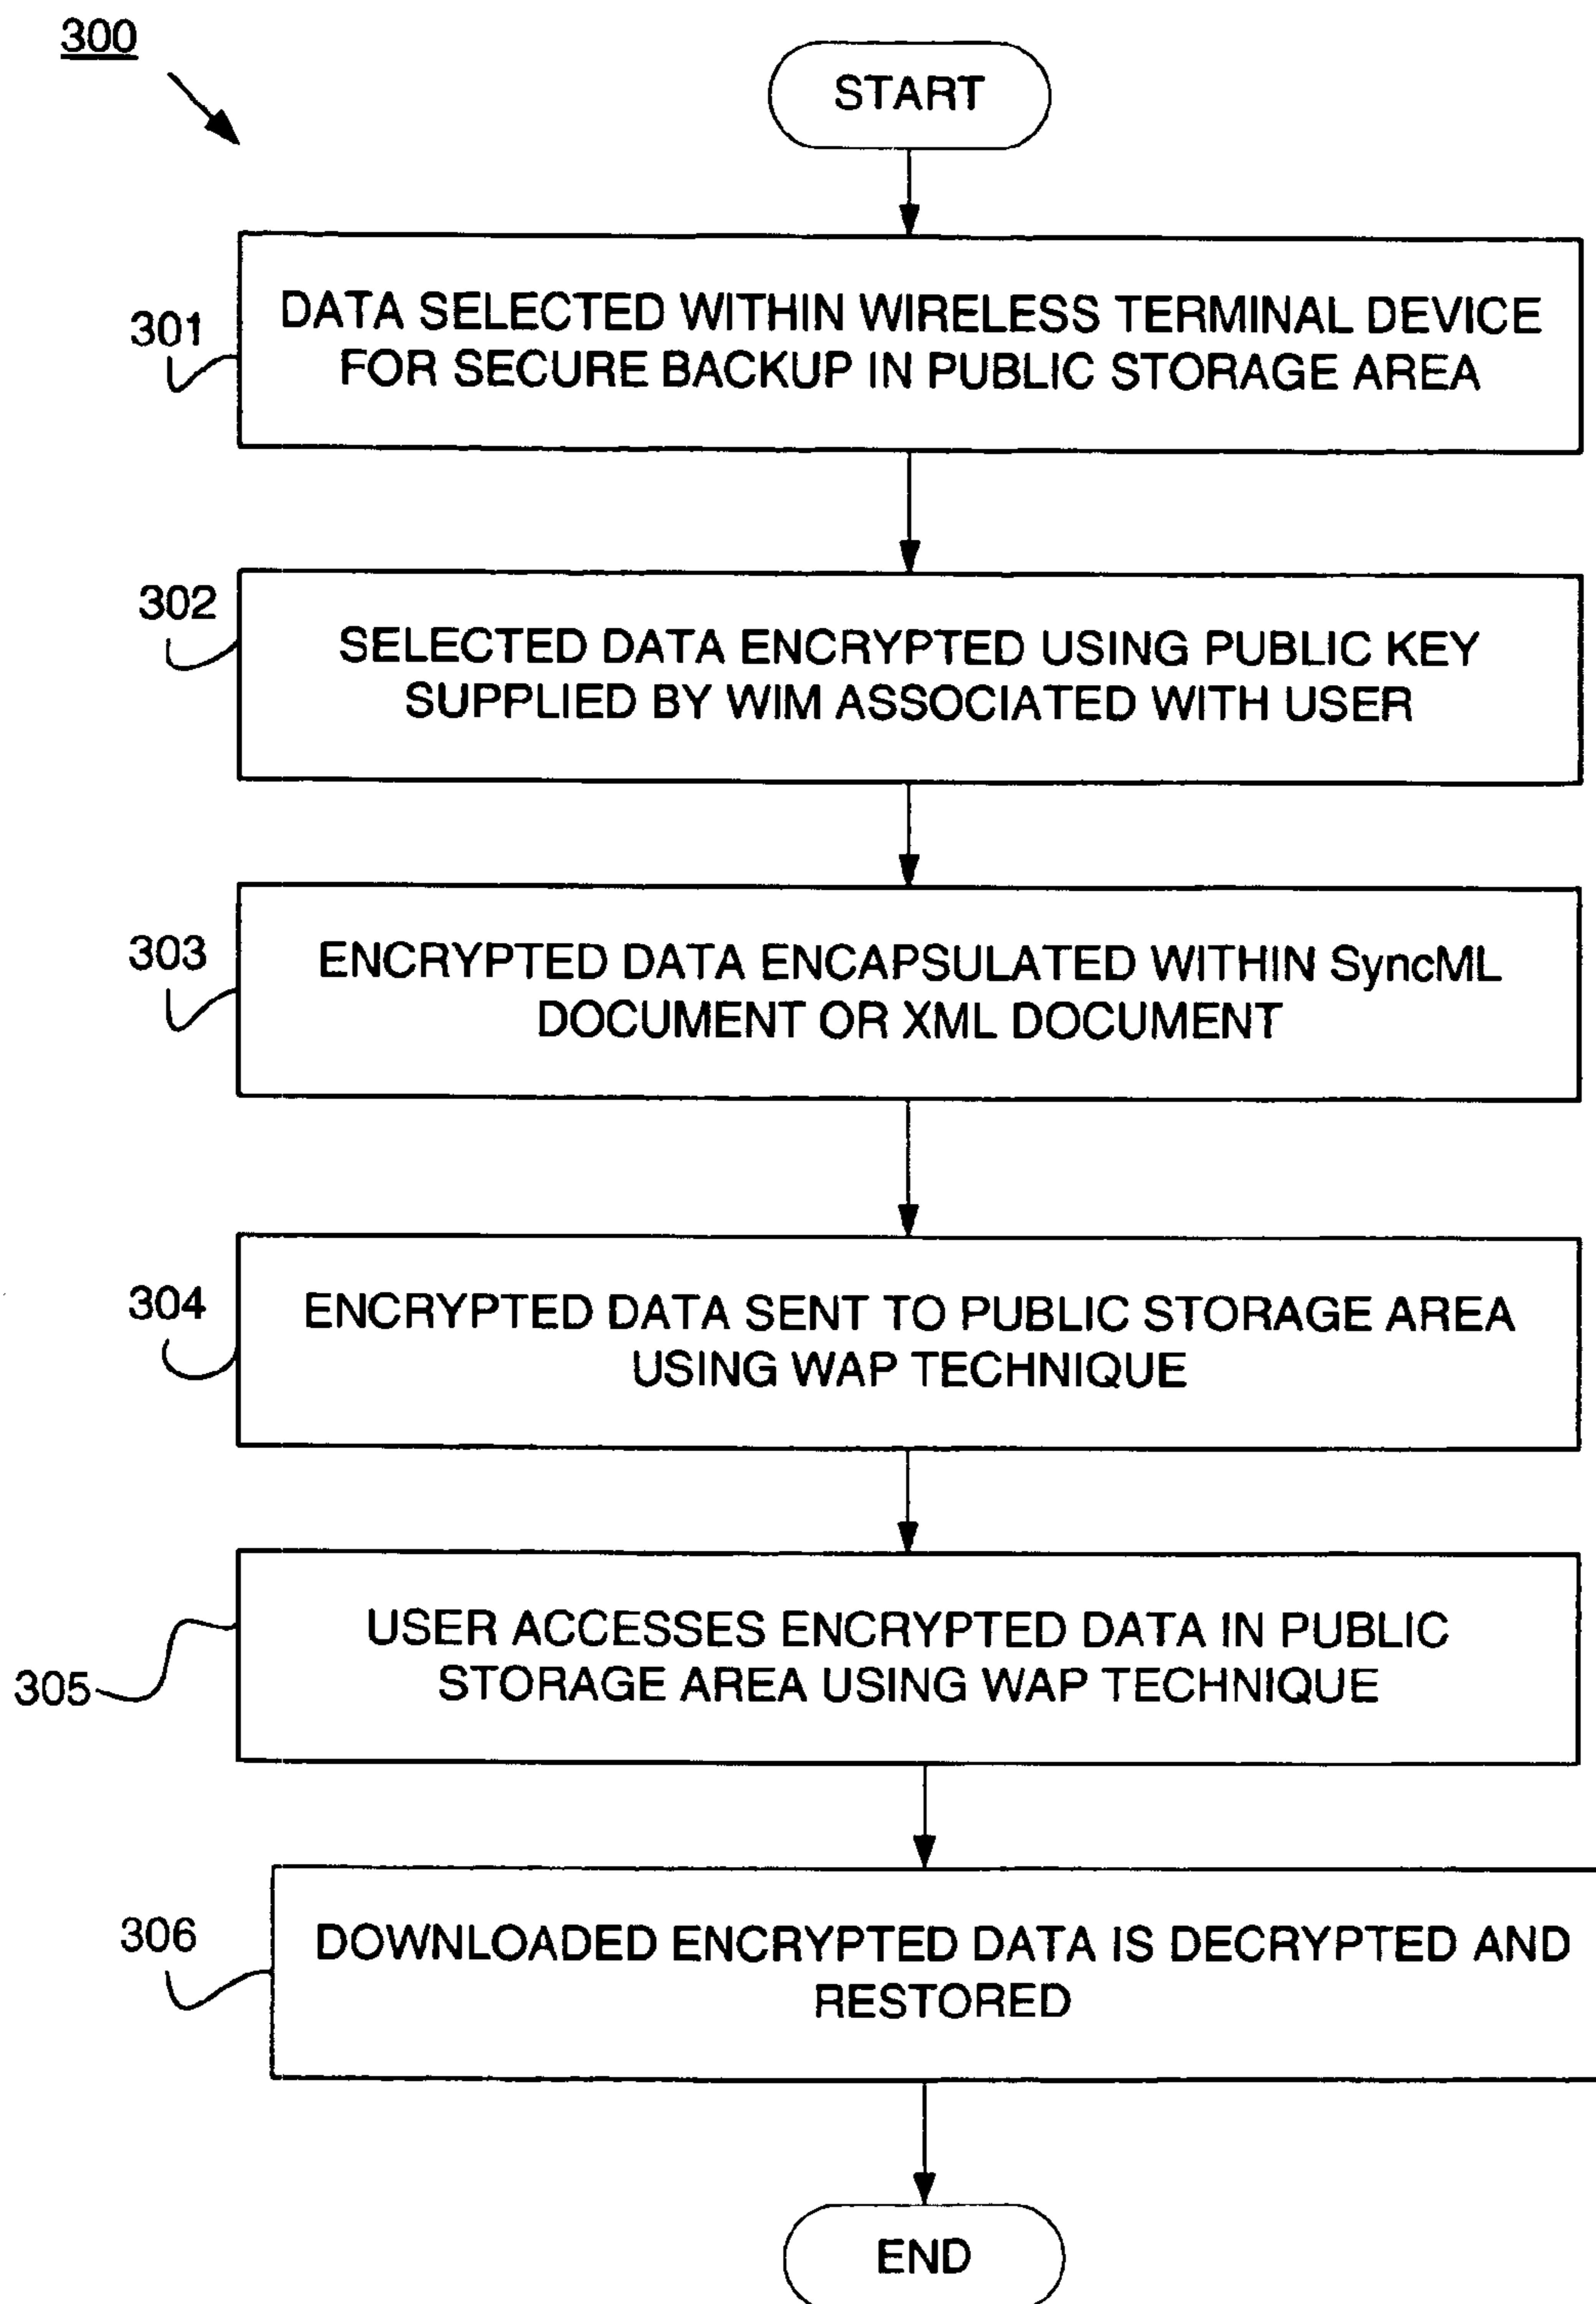 300
START
301
DATA SELECTED WITHIN WIRELESS TERMINAL DEVICE
FOR SECURE BACKUP IN PUBLIC STORAGE AREA
302
SELECTED DATA ENCRYPTED USING PUBLIC KEY
SUPPLIED BY WIM ASSOCIATED WITH USER
303
ENCRYPTED DATA ENCAPSULATED WITHIN SyncML
DOCUMENT OR XML DOCUMENT
304
ENCRYPTED DATA SENT TO PUBLIC STORAGE AREA
USING WAP TECHNIQUE
305
USER ACCESSES ENCRYPTED DATA IN PUBLIC
STORAGE AREA USING WAP TECHNIQUE
306
DOWNLOADED ENCRYPTED DATA IS DECRYPTED AND
RESTORED
END